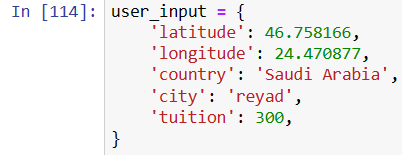 In [114]: user_input = {
    'latitude': 46.758166,
    'longitude': 24.470877,
    'country': 'Saudi Arabia',
    'city': 'reyad',
    'tuition': 300,
}